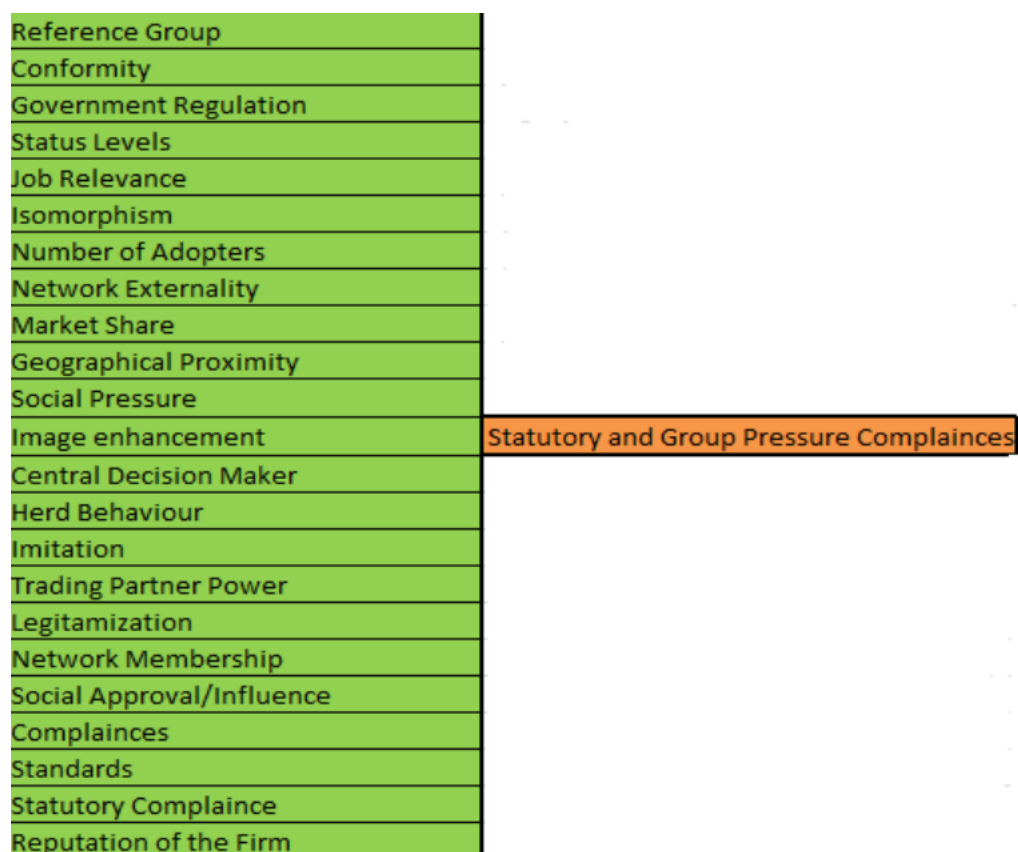 Reference Group
Conformity
Government Regulation
Status Levels
Job Relevance
Isomorphism
Number of Adopters
Network Externality
Market Share
Geographical Proximity
Social Pressure
Image enhancement
Statutory and Group Pressure Complainces
Central Decision Maker
Herd Behaviour
Imitation
Trading Partner Power
Legitamization
Network Membership
Social Approval/Influence
Complainces
Standards
Statutory Complaince
Reputation of the Firm